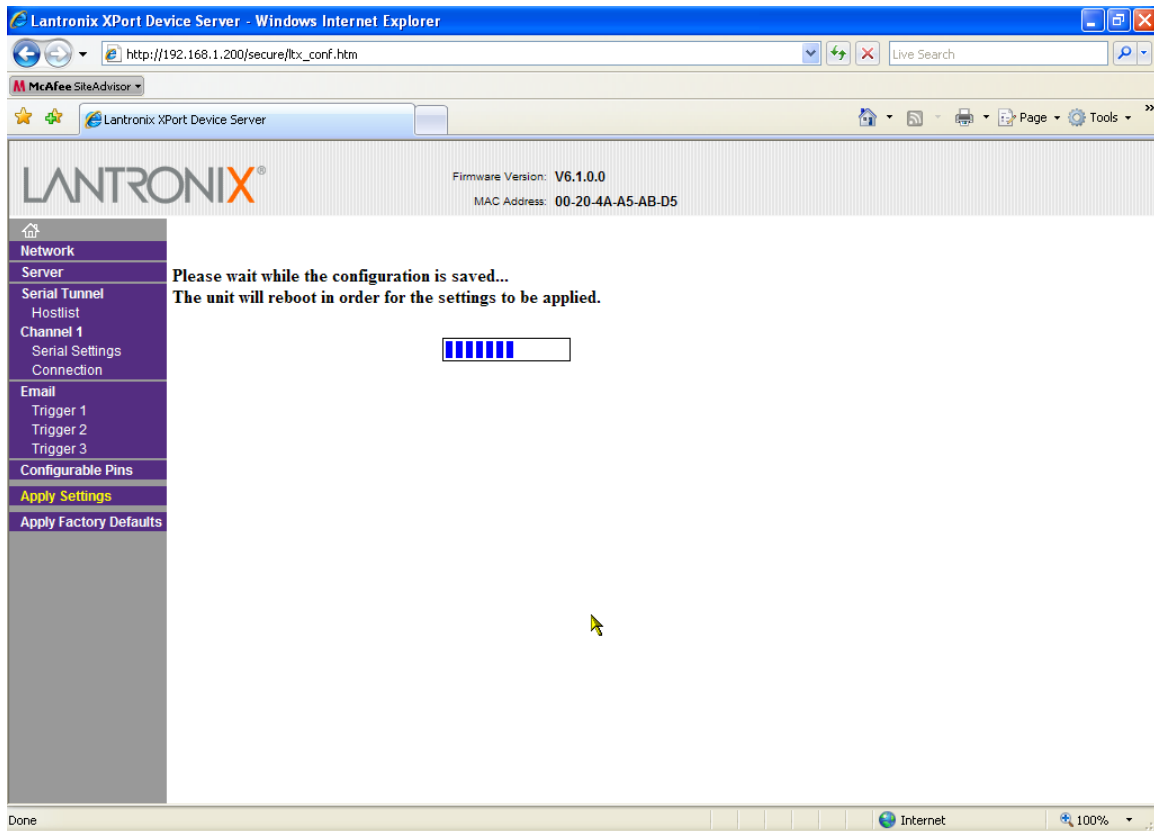 Lantronix XPort Device Server - Windows Internet Explorer
http://192.168.1.200/secure/ltx_conf.htm
Live Search
McAfee SiteAdvisor
Lantronix XPort Device Server
Page
Tools
»
LANTRONIX®
Firmware Version: V6.1.0.0
MAC Address: 00-20-4A-A5-AB-D5
Network
Server
Serial Tunnel
Hostlist
Channel 1
Serial Settings
Connection
Email
Trigger 1
Trigger 2
Trigger 3
Configurable Pins
Apply Settings
Apply Factory Defaults
Please wait while the configuration is saved...
The unit will reboot in order for the settings to be applied.
Done
Internet
100%